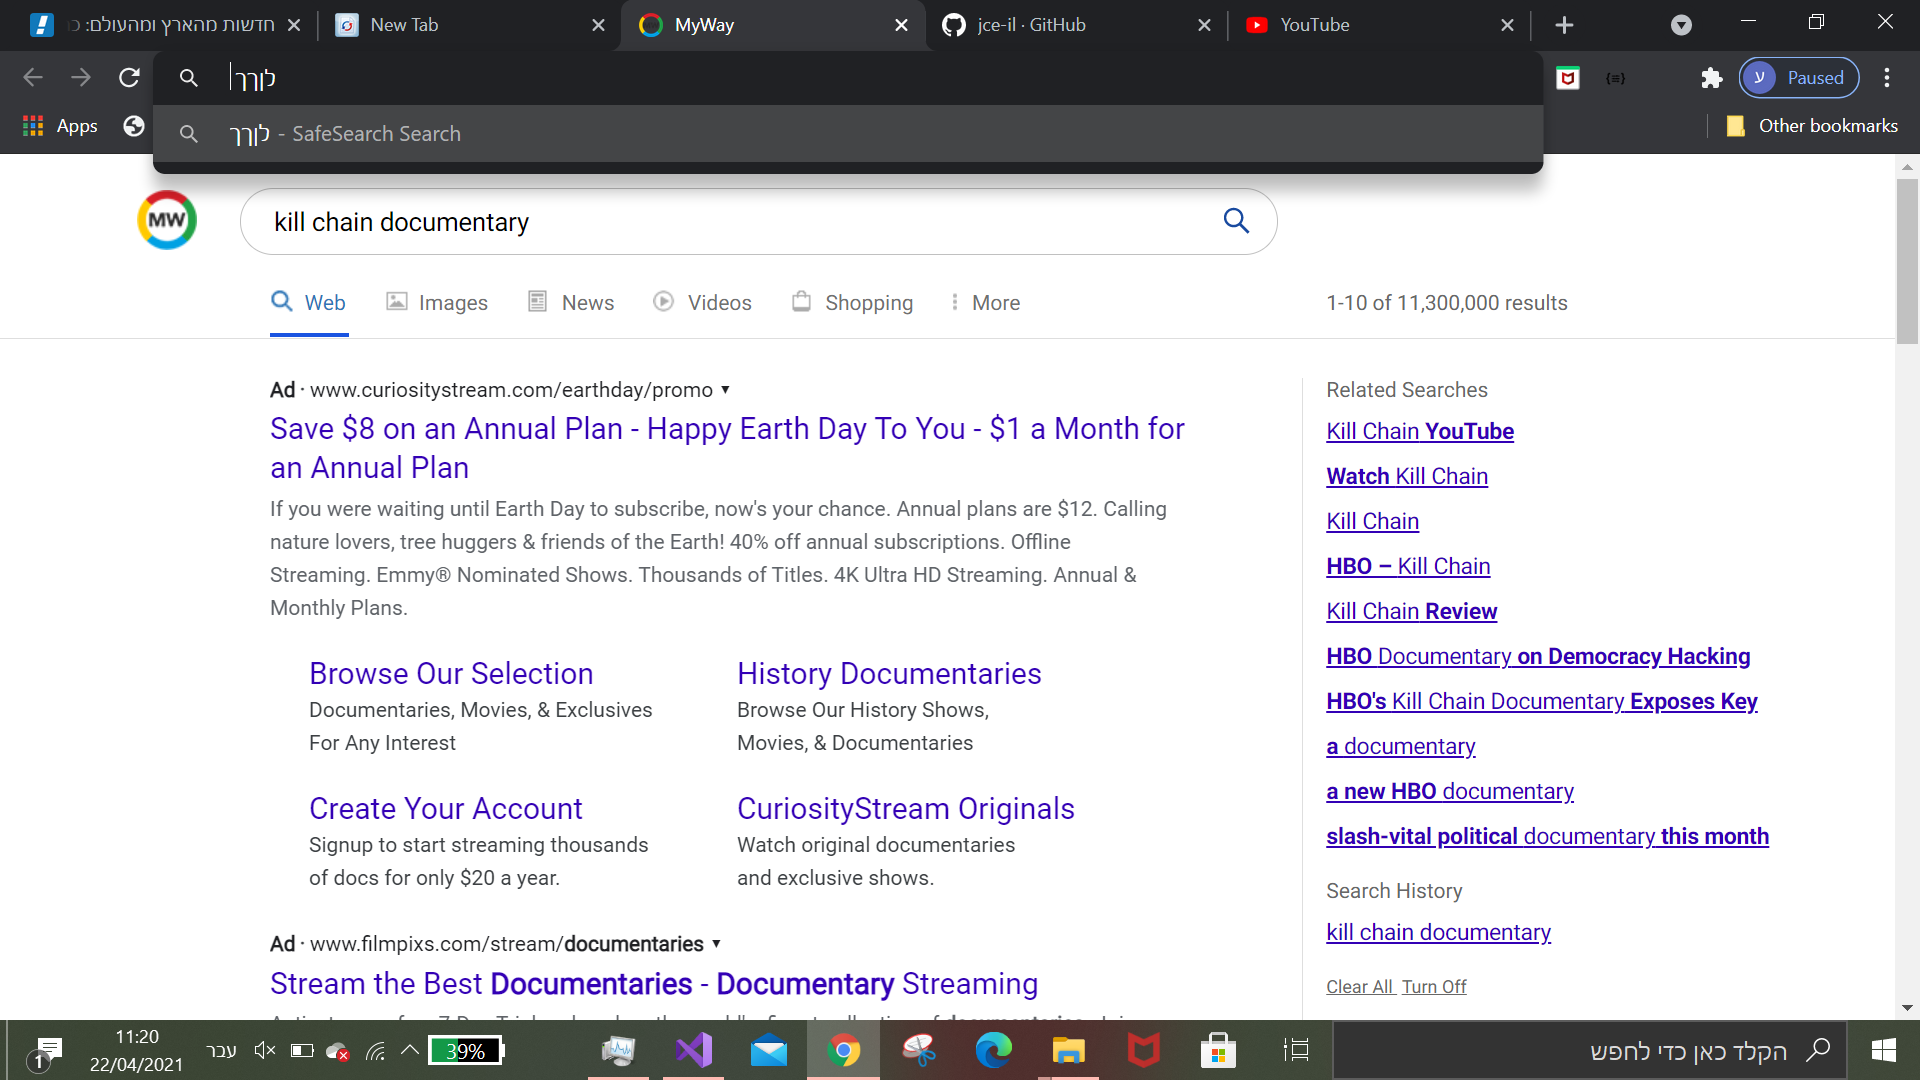 חדשות מהארץ ומהעולם: כ
New Tab
MyWay
jce-il · GitHub
YouTube
לןךך
ע
Paused
Apps
לןךך - SafeSearch Search
Other bookmarks
MW
kill chain documentary
Web
Images
News
Videos
Shopping
More
1-10 of 11,300,000 results
Ad · www.curiositystream.com/earthday/promo
Save $8 on an Annual Plan - Happy Earth Day To You - $1 a Month for
an Annual Plan
If you were waiting until Earth Day to subscribe, now's your chance. Annual plans are $12. Calling
nature lovers, tree huggers & friends of the Earth! 40% off annual subscriptions. Offline
Streaming. Emmy® Nominated Shows. Thousands of Titles. 4K Ultra HD Streaming. Annual &
Monthly Plans.
Browse Our Selection
Documentaries, Movies, & Exclusives
For Any Interest
History Documentaries
Browse Our History Shows,
Movies, & Documentaries
Create Your Account
Signup to start streaming thousands
of docs for only $20 a year.
CuriosityStream Originals
Watch original documentaries
and exclusive shows.
Ad · www.filmpixs.com/stream/documentaries
Stream the Best Documentaries - Documentary Streaming
Related Searches
Kill Chain YouTube
Watch Kill Chain
Kill Chain
HBO – Kill Chain
Kill Chain Review
HBO Documentary on Democracy Hacking
HBO's Kill Chain Documentary Exposes Key
a documentary
a new HBO documentary
slash-vital political documentary this month
Search History
kill chain documentary
Clear All Turn Off
1
11:20
22/04/2021
עבר
39%
הקלד כאן כדי לחפש